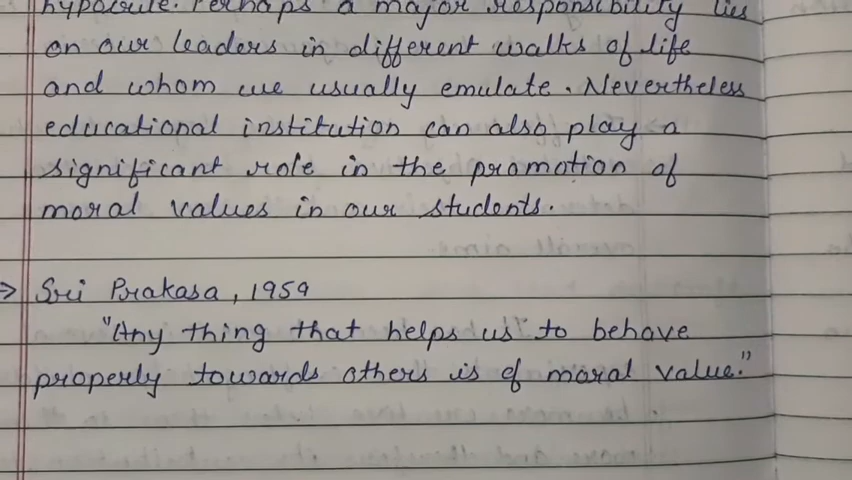 hypocrite. Perhaps a major responsibility lies
on our leaders in different walks of life
and whom we usually emulate. Nevertheless
educational institution can also play a
significant role in the promotion of
moral values in our students.
=> Sri Prakasa, 1959
"Any thing that helps us to behave
properly towards others is of moral value."